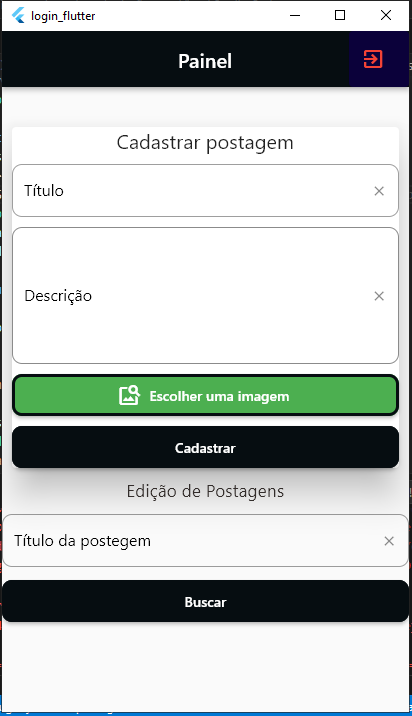 login_flutter
Painel
Cadastrar postagem
Título
Descrição
Escolher uma imagem
Cadastrar
Edição de Postagens
Título da postegem
Buscar